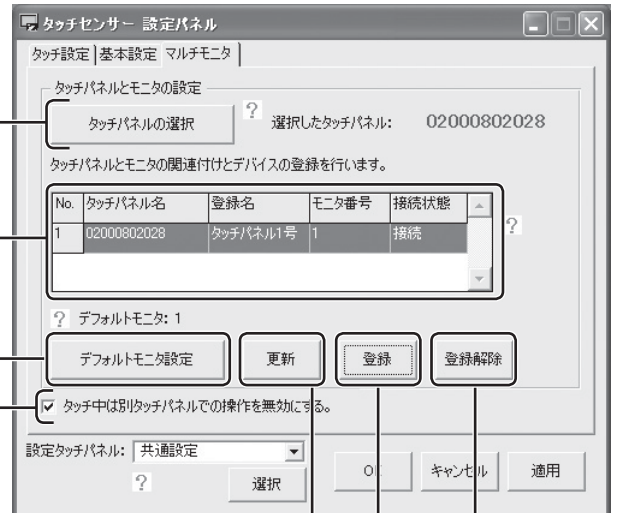 タッチセンサー 設定パネル
タッチ設定 基本設定 マルチモニタ
タッチパネルとモニタの設定
タッチパネルの選択 ? 選択したタッチパネル: 02000802028
タッチパネルとモニタの関連付けとデバイスの登録を行います。
No. タッチパネル名 登録名 モニタ番号 接続状態
1 02000802028 タッチパネル1号 1 接続
?
? デフォルトモニタ: 1
デフォルトモニタ設定 更新 登録 登録解除
タッチ中は別タッチパネルでの操作を無効にする。
設定タッチパネル: 共通設定
? 選択 OK キャンセル 適用